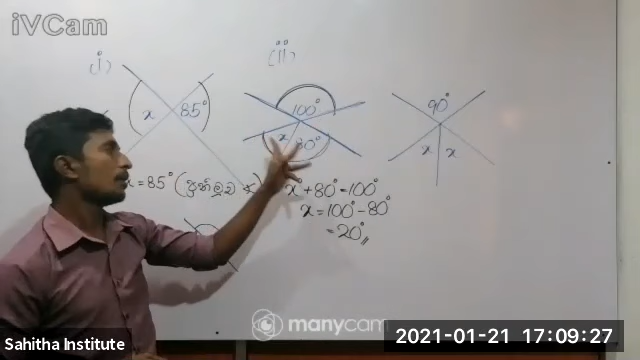 iVCam
(i)
(ii)
x 85°
100°
x 80°
90°
x x
x = 85° (ප්‍රතිමුඛ
x + 80° = 100°
x = 100° - 80°
= 20°
manycam
Sahitha Institute
2021-01-21 17:09:27